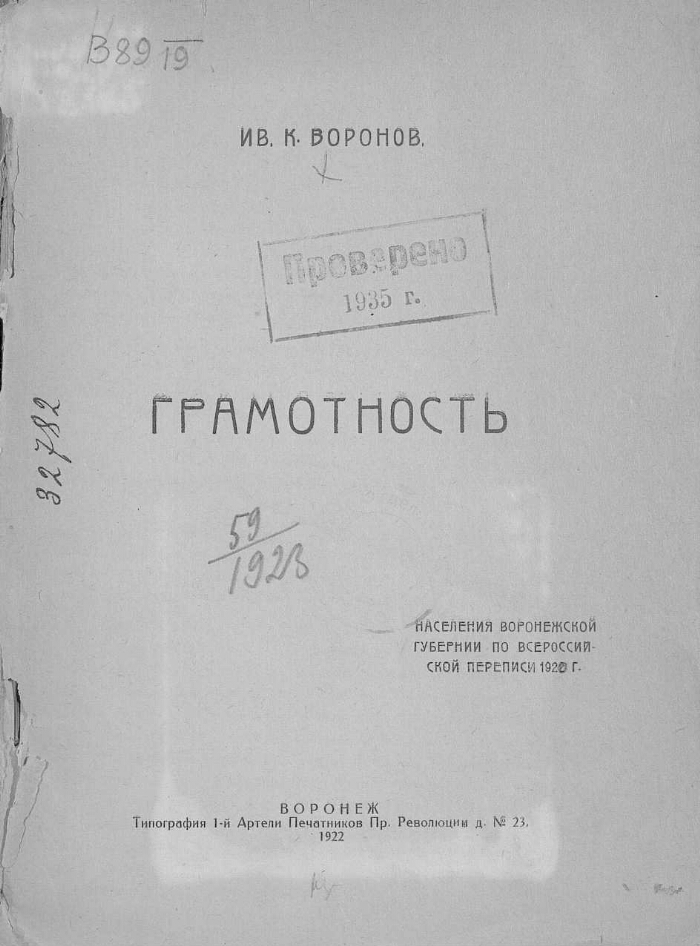 В 89 19
ИВ. К. ВОРОНОВ.
Проверено
1935 г.
ГРАМОТНОСТЬ
32782
59
1923
НАСЕЛЕНИЯ ВОРОНЕЖСКОЙ
ГУБЕРНИИ ПО ВСЕРОССИЙ-
СКОЙ ПЕРЕПИСИ 1920 Г.
ВОРОНЕЖ
Типография 1-й Артели Печатников Пр. Революции д. № 23.
1922